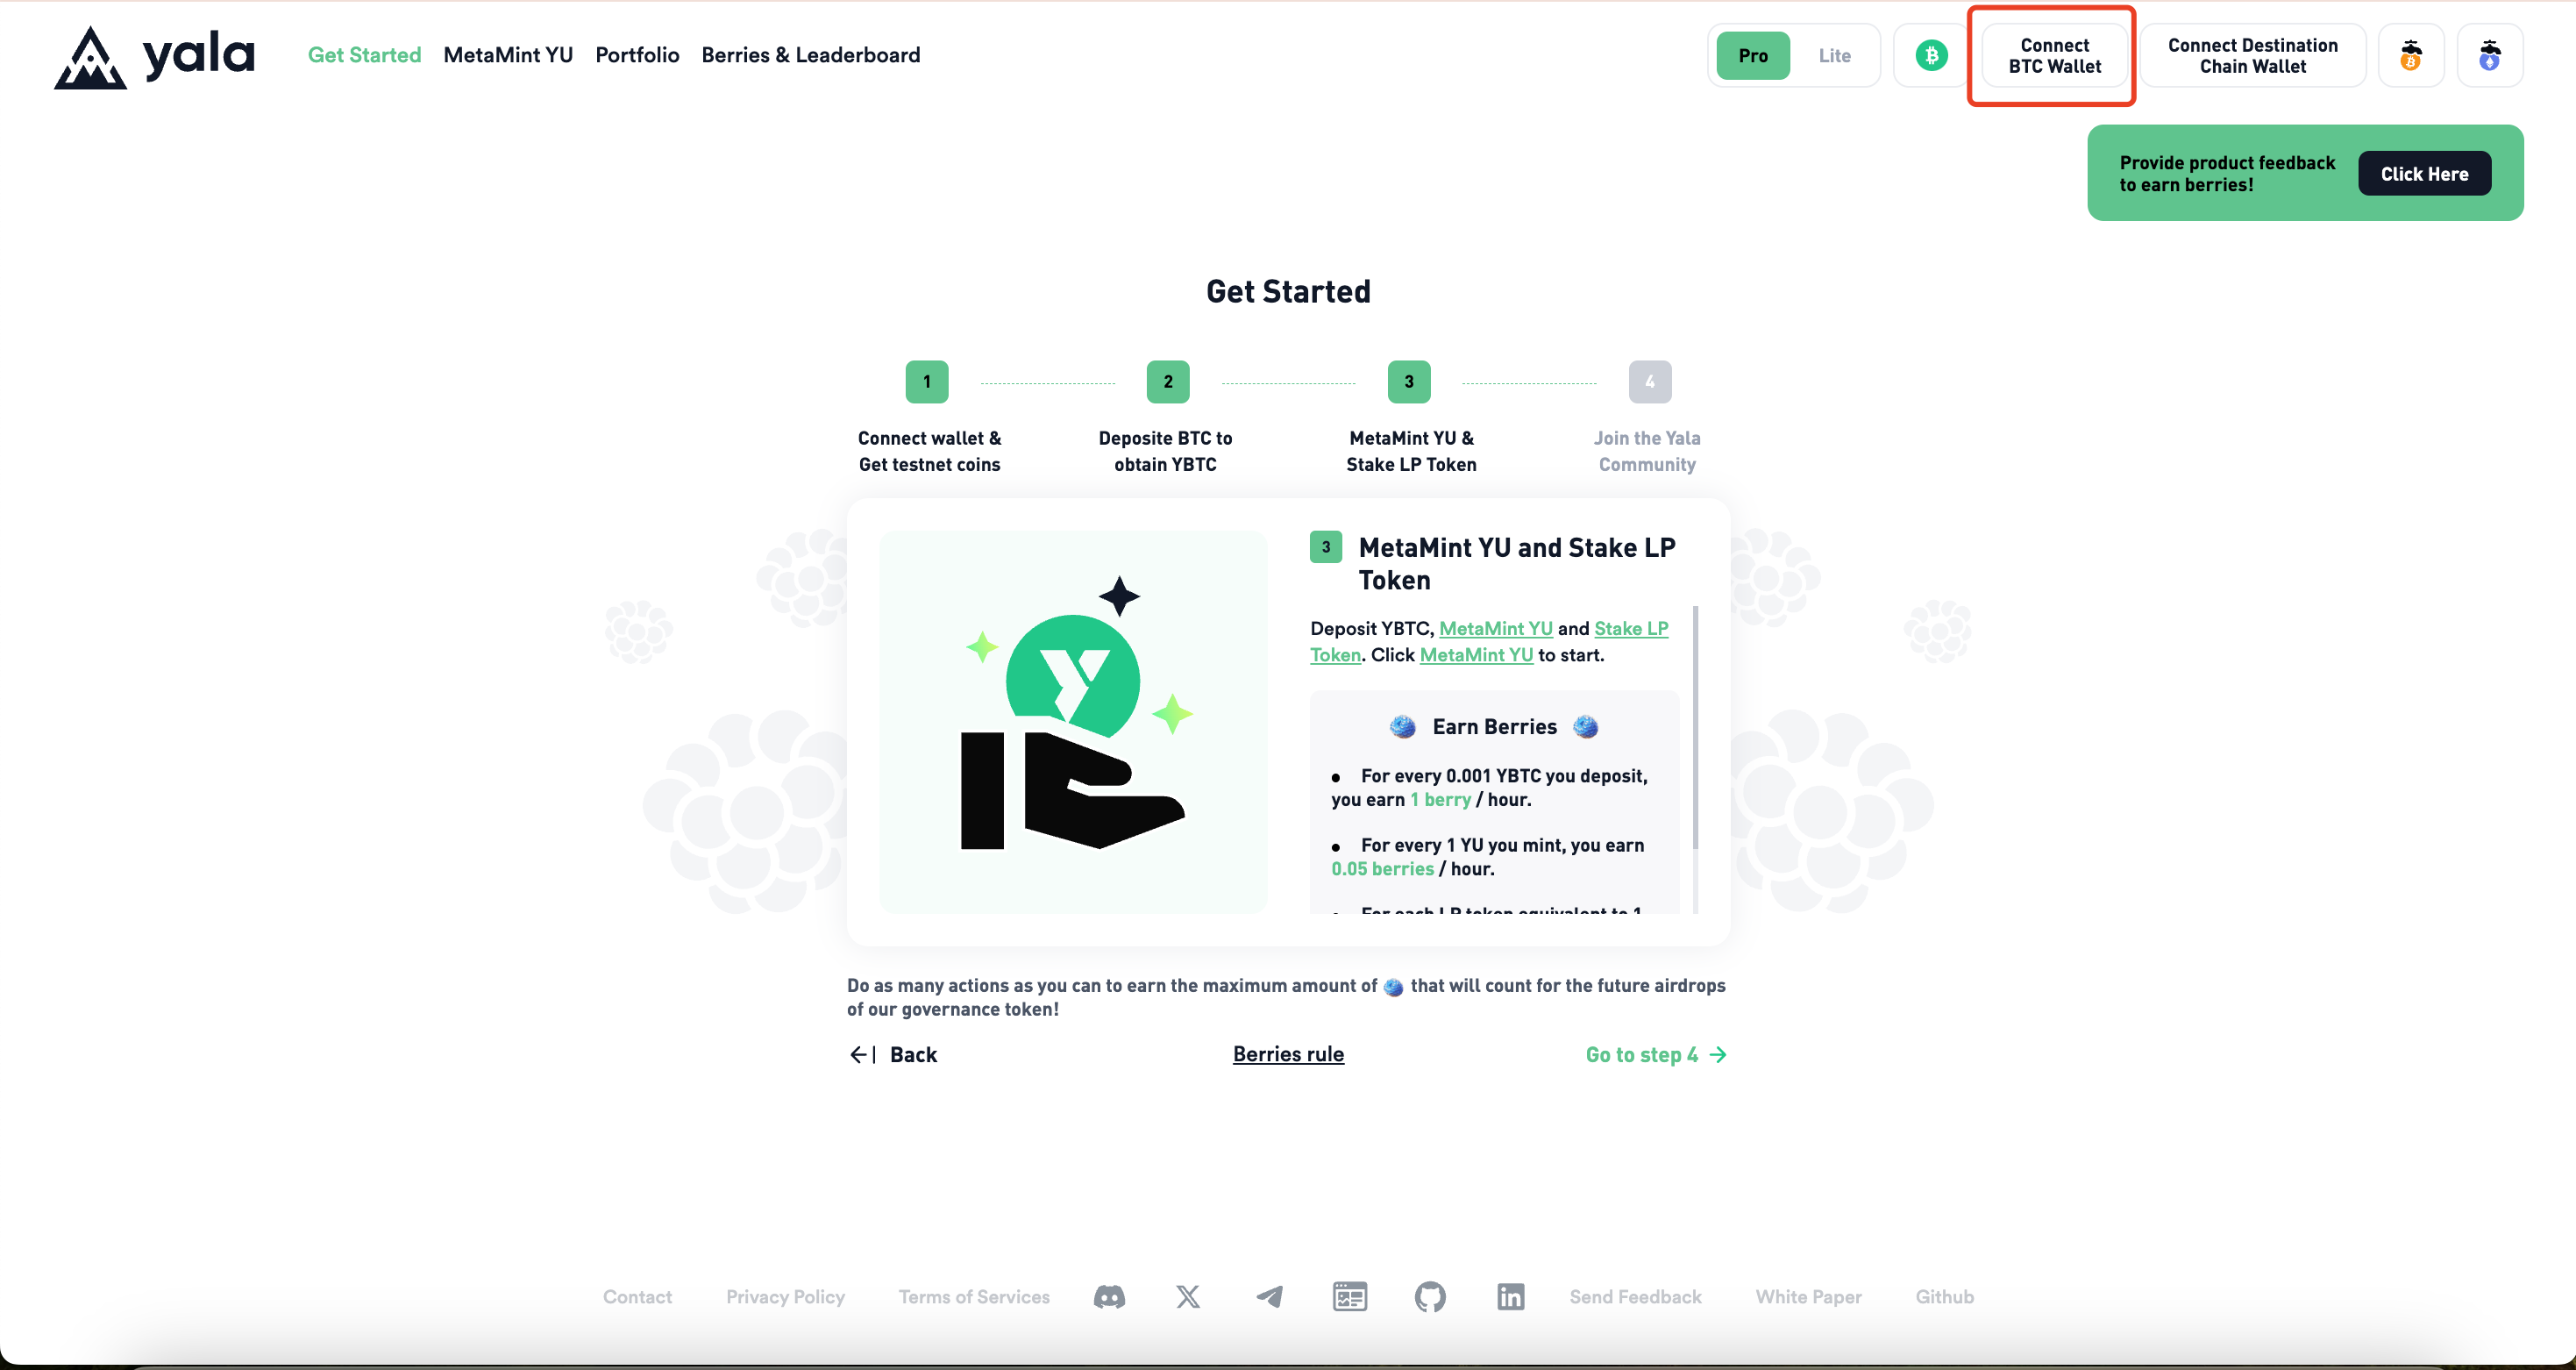 yala
Get Started
MetaMint YU
Portfolio
Berries & Leaderboard
Pro
Lite
Connect
BTC Wallet
Connect Destination
Chain Wallet
Provide product feedback
to earn berries!
Click Here
Get Started
1
2
3
4
Connect wallet &
Get testnet coins
Deposite BTC to
obtain YBTC
MetaMint YU &
Stake LP Token
Join the Yala
Community
3
MetaMint YU and Stake LP
Token
Deposit YBTC, MetaMint YU and Stake LP
Token. Click MetaMint YU to start.
Earn Berries
• For every 0.001 YBTC you deposit,
you earn 1 berry / hour.
• For every 1 YU you mint, you earn
0.05 berries / hour.
• For each LP token equivalent to 1
Do as many actions as you can to earn the maximum amount of that will count for the future airdrops
of our governance token!
Back
Berries rule
Go to step 4
Contact
Privacy Policy
Terms of Services
Send Feedback
White Paper
Github